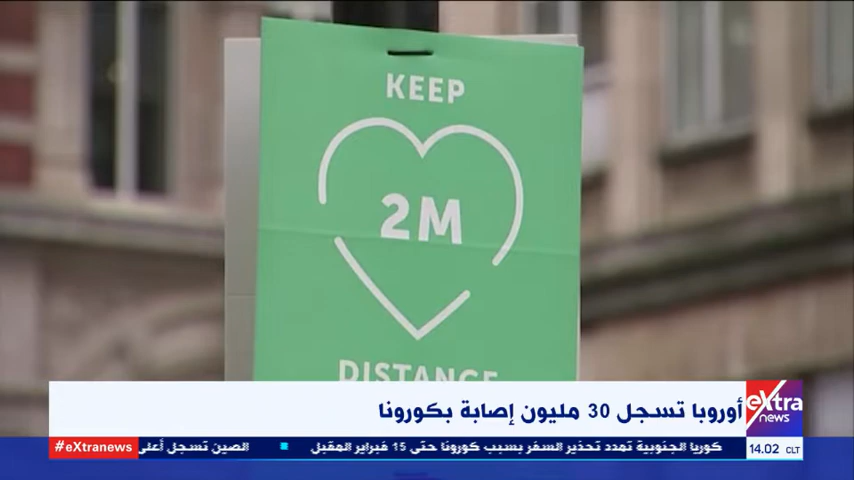 KEEP
2M
DISTANCE
أوروبا تسجل 30 مليون إصابة بكورونا
eXtra
news
#eXtranews
كوريا الجنوبية تمدد تحذير السفر بسبب كورونا حتى 15 فبراير المقبل ■ الصين تسجل أعلى
14.02 CLT